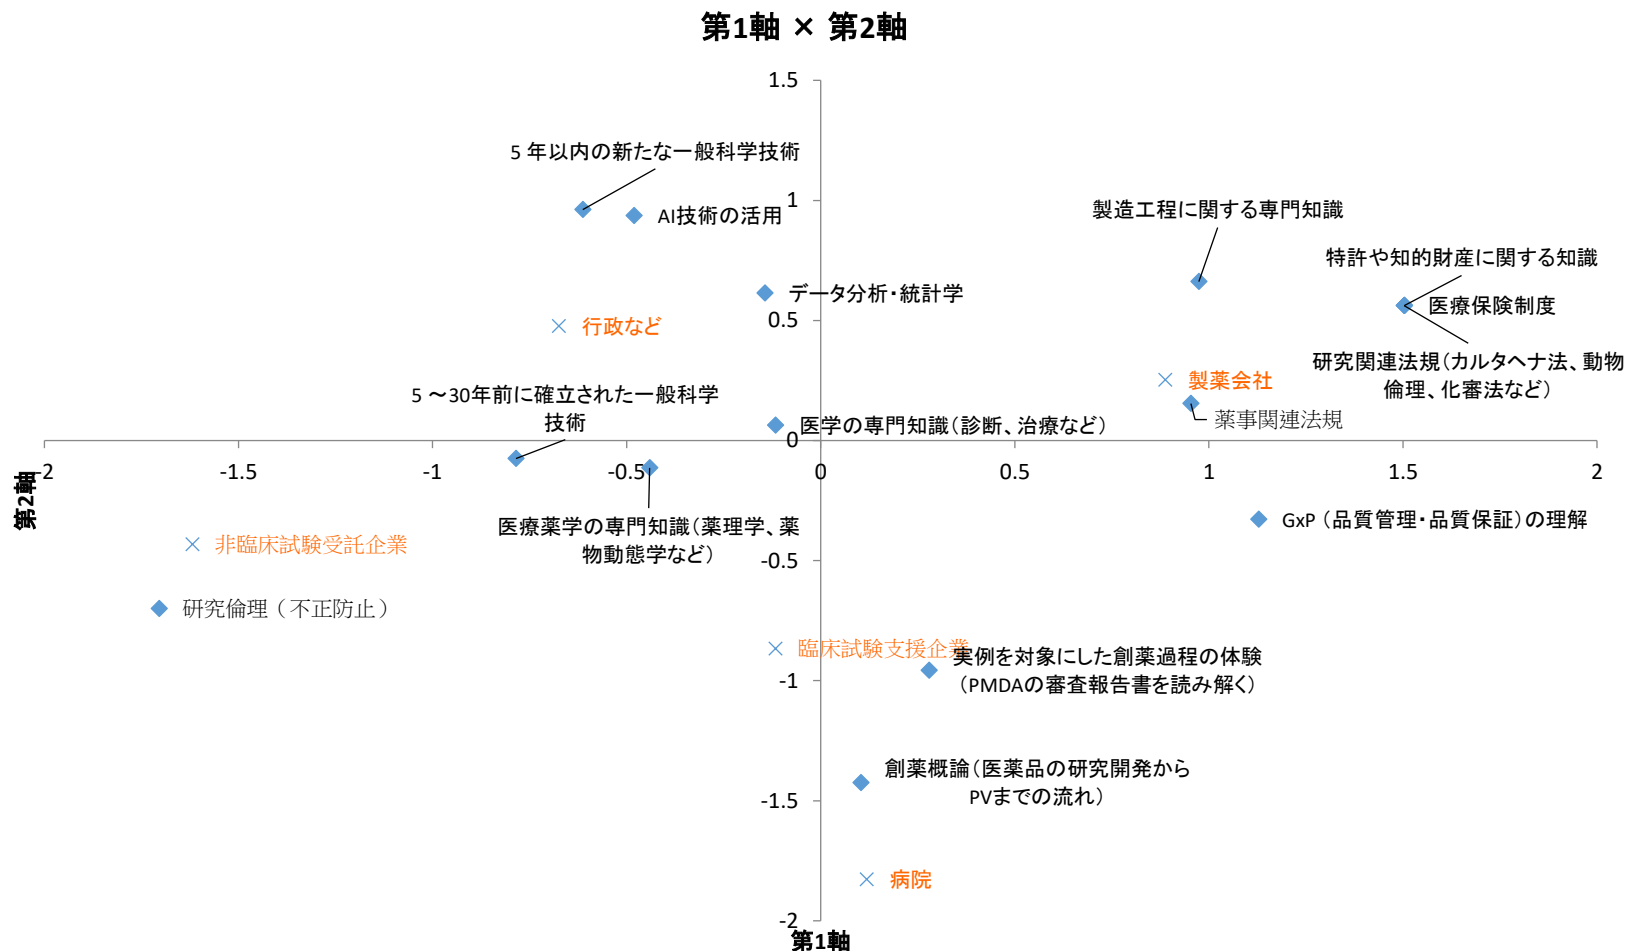 第1軸 × 第2軸
1.5
5 年以内の新たな一般科学技術
1
AI技術の活用
製造工程に関する専門知識
特許や知的財産に関する知識
データ分析・統計学
医療保険制度
0.5
行政など
研究関連法規（カルタヘナ法、動物
倫理、化審法など）
製薬会社
5 ～30年前に確立された一般科学
技術
薬事関連法規
医学の専門知識（診断、治療など）
0
-2
-1.5
-1
-0.5
0
0.5
1
1.5
2
第2軸
医療薬学の専門知識（薬理学、薬
物動態学など）
GxP（品質管理・品質保証）の理解
非臨床試験受託企業
-0.5
研究倫理（不正防止）
臨床試験支援企業
実例を対象にした創薬過程の体験
（PMDAの審査報告書を読み解く）
-1
創薬概論（医薬品の研究開発から
PVまでの流れ）
-1.5
病院
-2
第1軸